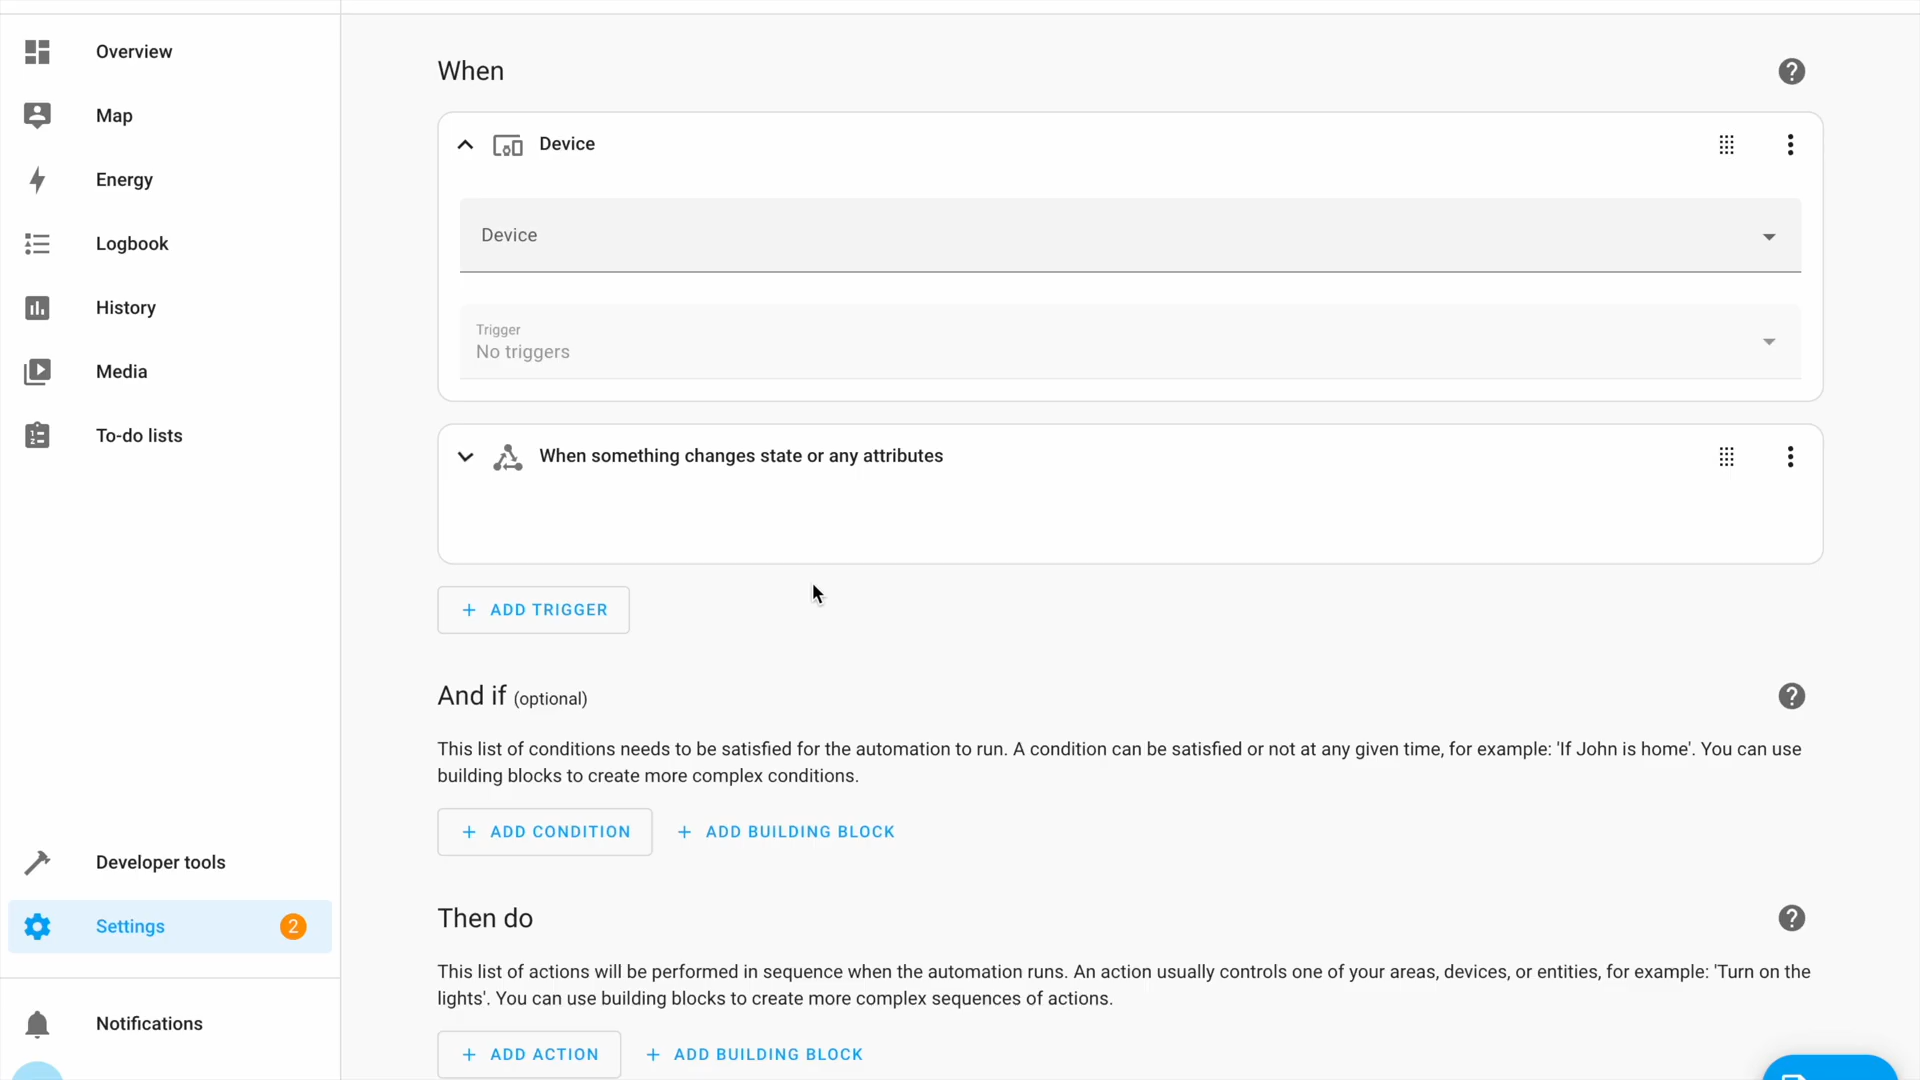 Overview
Map
Energy
Logbook
History
Media
To-do lists
Developer tools
Settings
2
Notifications
When
Device
Device
Trigger
No triggers
When something changes state or any attributes
ADD TRIGGER
And if (optional)
This list of conditions needs to be satisfied for the automation to run. A condition can be satisfied or not at any given time, for example: 'If John is home'. You can use
building blocks to create more complex conditions.
ADD CONDITION
ADD BUILDING BLOCK
Then do
This list of actions will be performed in sequence when the automation runs. An action usually controls one of your areas, devices, or entities, for example: 'Turn on the
lights'. You can use building blocks to create more complex sequences of actions.
ADD ACTION
ADD BUILDING BLOCK